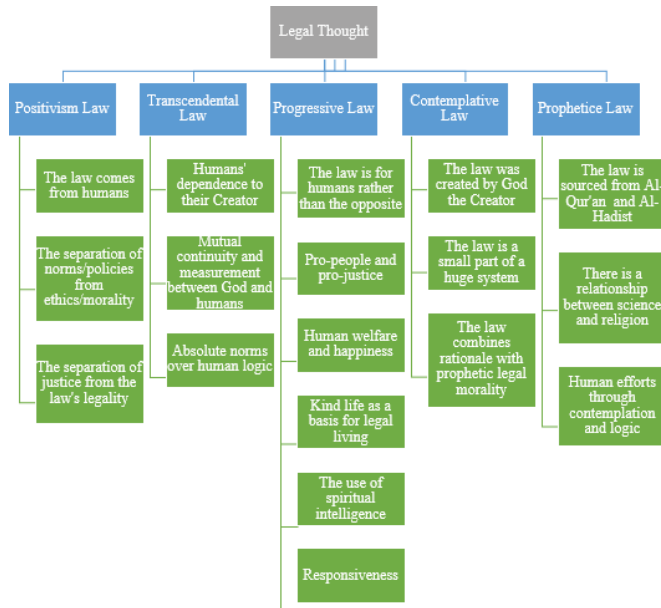 Legal Thought
Positivism Law
Transcendental
Law
Progressive Law
Contemplative
Law
Prophetice Law
The law comes
from humans
The separation of
norms/policies
from
ethics/morality
The separation of
justice from the
law's legality
Humans'
dependence to
their Creator
Mutual
continuity and
measurement
between God and
humans
Absolute norms
over human logic
The law is for
humans rather
than the opposite
Pro-people and
pro-justice
Human welfare
and happiness
Kind life as a
basis for legal
living
The use of
spiritual
intelligence
Responsiveness
The law was
created by God
the Creator
The law is a
small part of a
huge system
The law
combines
rationale with
prophetic legal
morality
The law is
sourced from Al-
Qur'an and Al-
Hadist
There is a
relationship
between science
and religion
Human efforts
through
contemplation
and logic